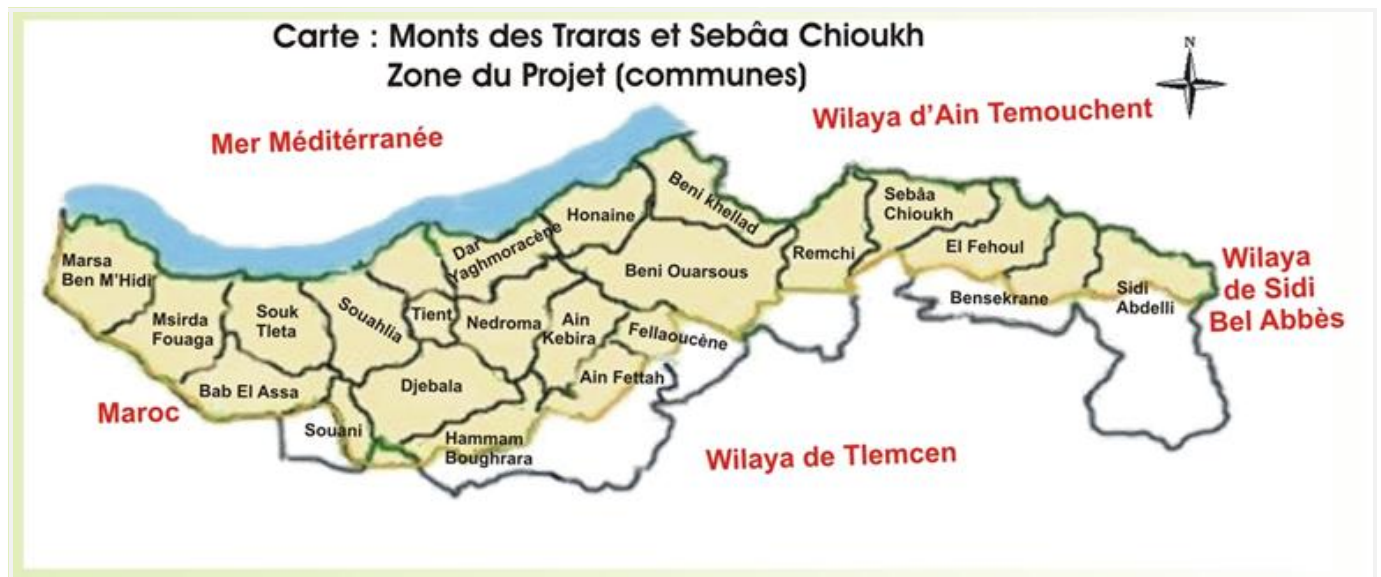 Carte : Monts des Traras et Sebâa Chioukh
Zone du Projet (communes)
N
Mer Méditérranée
Wilaya d'Ain Temouchent
Marsa
Ben M'Hidi
Msirda
Fouaga
Souk
Tleta
Souahlia
Tient
Dar
Yaghmoracène
Honaine
Beni khellad
Beni Ouarsous
Remchi
Sebâa
Chioukh
El Fehoul
Bensekrane
Sidi
Abdelli
Wilaya
de Sidi
Bel Abbès
Nedroma
Ain
Kebira
Fellaoucène
Ain Fettah
Djebala
Bab El Assa
Maroc
Souani
Hammam
Boughrara
Wilaya de Tlemcen